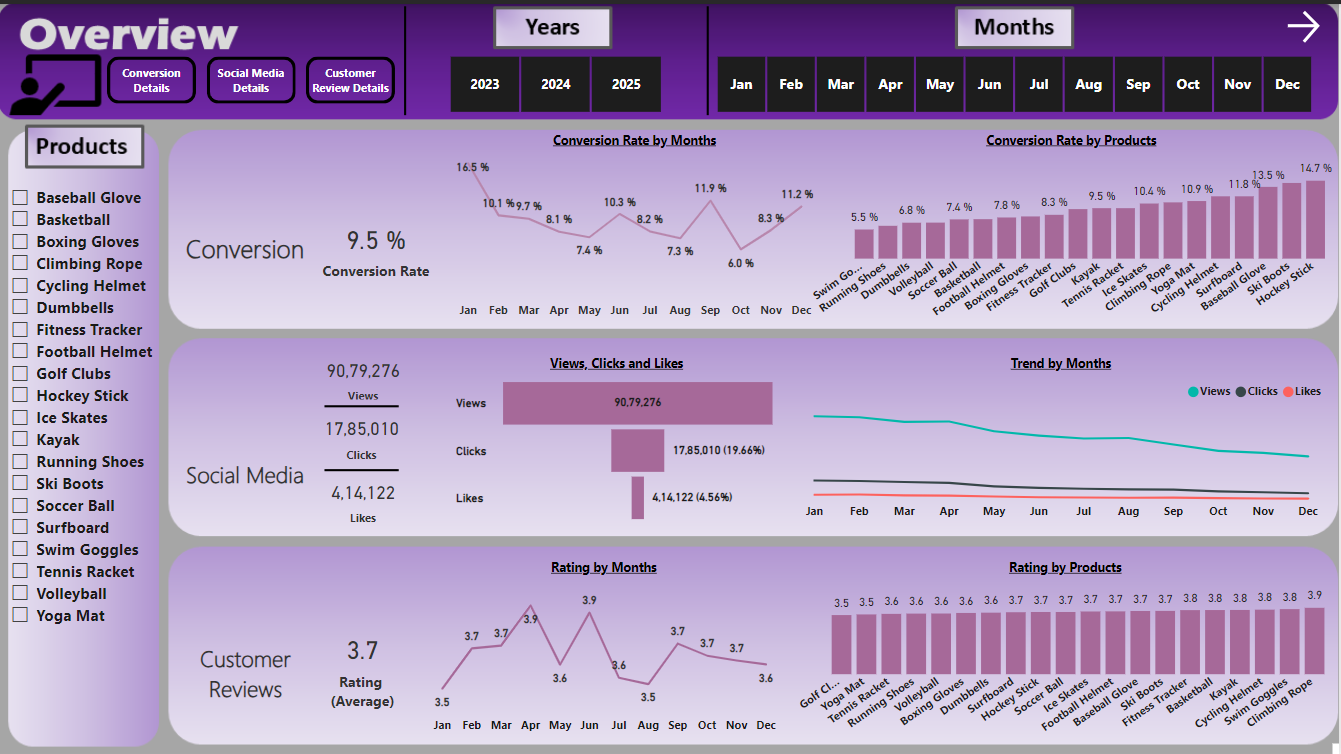 Overview
Conversion
Details
Social Media
Details
Customer
Review Details
Years
2023 2024 2025
Months
Jan Feb Mar Apr May Jun Jul Aug Sep Oct Nov Dec
Products
Baseball Glove
Basketball
Boxing Gloves
Climbing Rope
Cycling Helmet
Dumbbells
Fitness Tracker
Football Helmet
Golf Clubs
Hockey Stick
Ice Skates
Kayak
Running Shoes
Ski Boots
Soccer Ball
Surfboard
Swim Goggles
Tennis Racket
Volleyball
Yoga Mat
Conversion
9.5 %
Conversion Rate
Conversion Rate by Months
16.5 % 10.1 % 9.7 % 8.1 % 7.4 % 10.3 % 8.2 % 7.3 % 11.9 % 6.0 % 8.3 % 11.2 %
Jan Feb Mar Apr May Jun Jul Aug Sep Oct Nov Dec
Conversion Rate by Products
5.5 % 6.8 % 7.4 % 7.8 % 8.3 % 9.5 % 10.4 % 10.9 % 11.8 % 13.5 % 14.7 %
Swim Go...
Running Shoes
Dumbbells
Volleyball
Soccer Ball
Basketball
Football Helmet
Boxing Gloves
Fitness Tracker
Golf Clubs
Kayak
Tennis Racket
Ice Skates
Climbing Rope
Yoga Mat
Cycling Helmet
Surfboard
Baseball Glove
Ski Boots
Hockey Stick
Social Media
90,79,276
Views
17,85,010
Clicks
4,14,122
Likes
Views, Clicks and Likes
Views 90,79,276
Clicks 17,85,010 (19.66%)
Likes 4,14,122 (4.56%)
Trend by Months
Views Clicks Likes
Jan Feb Mar Apr May Jun Jul Aug Sep Oct Nov Dec
Customer
Reviews
3.7
Rating
(Average)
Rating by Months
3.5 3.7 3.7 3.9 3.6 3.9 3.6 3.5 3.7 3.7 3.7 3.6
Jan Feb Mar Apr May Jun Jul Aug Sep Oct Nov Dec
Rating by Products
3.5 3.5 3.6 3.6 3.6 3.6 3.6 3.7 3.7 3.7 3.7 3.7 3.7 3.7 3.8 3.8 3.8 3.8 3.8 3.9
Golf Cl...
Yoga Mat
Tennis Racket
Running Shoes
Volleyball
Boxing Gloves
Dumbbells
Surfboard
Hockey Stick
Soccer Ball
Ice Skates
Football Helmet
Baseball Glove
Ski Boots
Fitness Tracker
Basketball
Kayak
Cycling Helmet
Swim Goggles
Climbing Rope